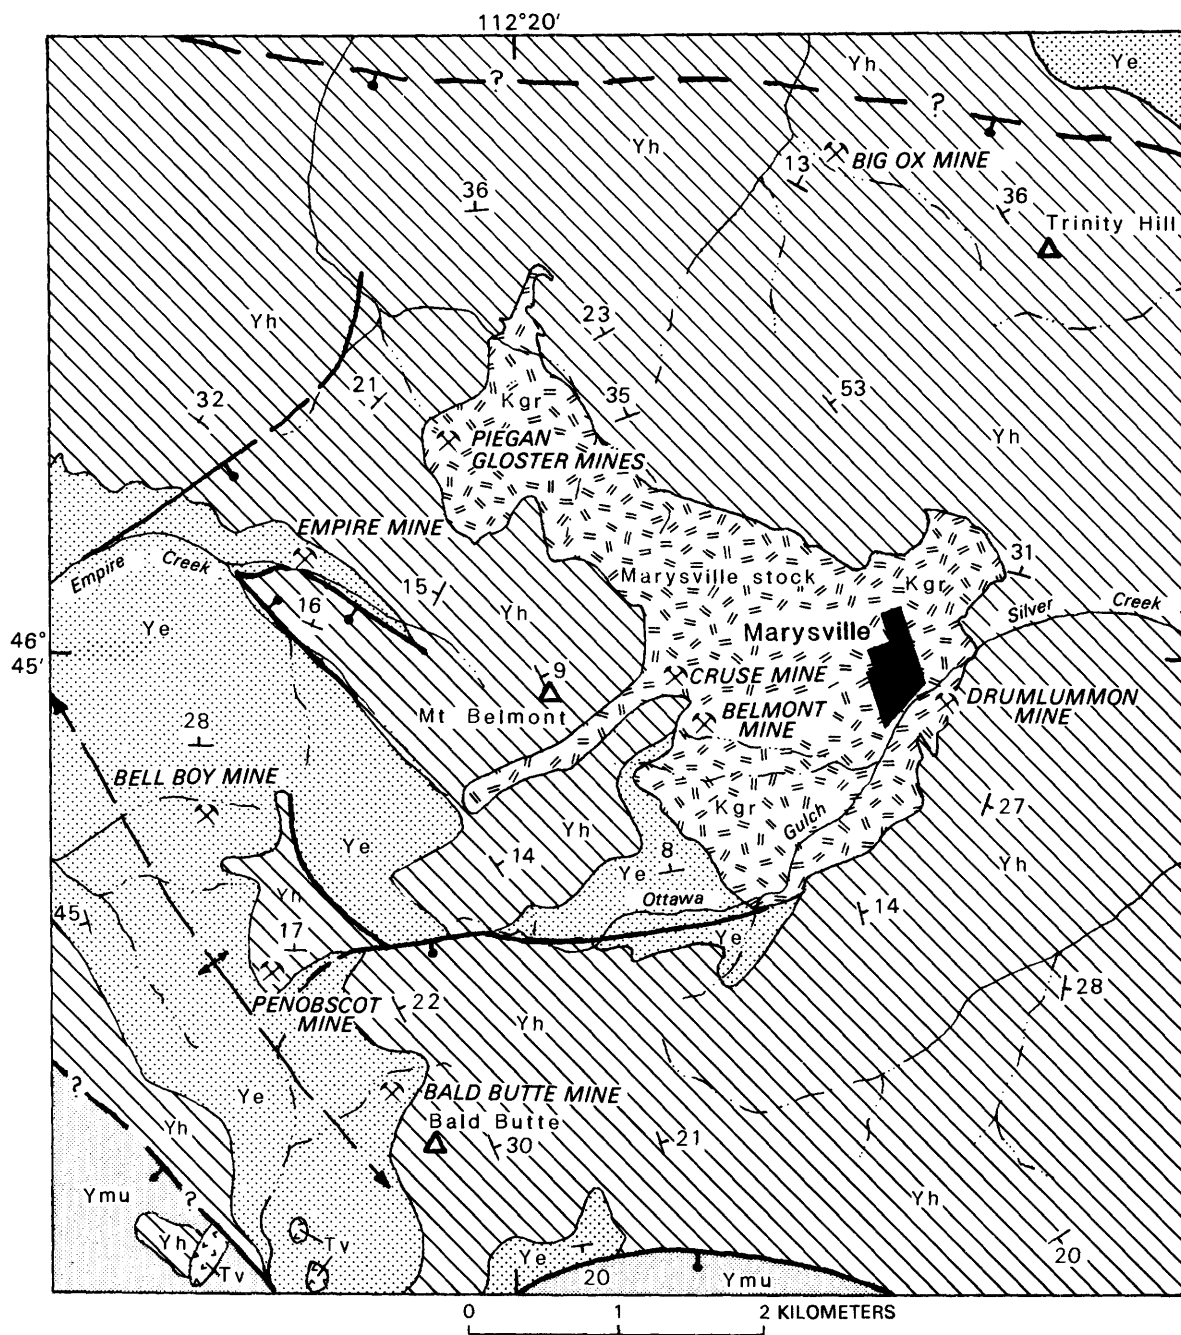 112°20'
Yh
Ye
?
?
Yh
BIG OX MINE
13
36
36
Trinity Hill
23
Yh
21
Kgr
32
35
53
Yh
PIEGAN
GLOSTER MINES
EMPIRE MINE
31
Empire Creek
15
Marysville stock
Kgr
16
Yh
Silver Creek
Ye
Marysville
46°
45'
9
CRUSE MINE
Mt Belmont
BELMONT
MINE
DRUMLUMMON
MINE
28
BELL BOY MINE
Kgr
27
Gulch
Yh
Ye
14
8
Ye
Yh
Yh
Ottawa
45
14
17
Ye
28
PENOBSCOT
MINE
22
Yh
?
Ye
BALD BUTTE MINE
Bald Butte
Yh
30
21
Ymu
?
Yh
Yh
Tv
Tv
Ye
20
20
Ymu
0 1 2 KILOMETERS